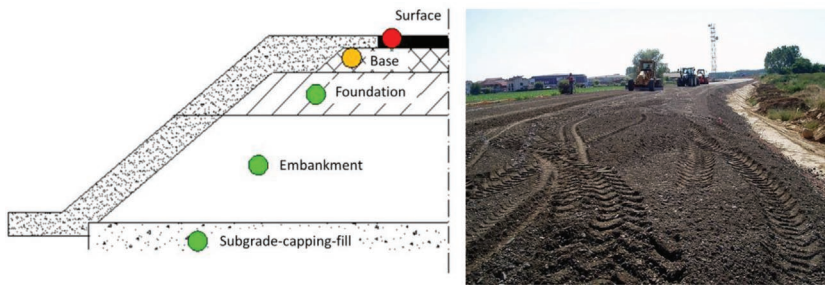 Surface
Base
Foundation
Embankment
Subgrade-capping-fill